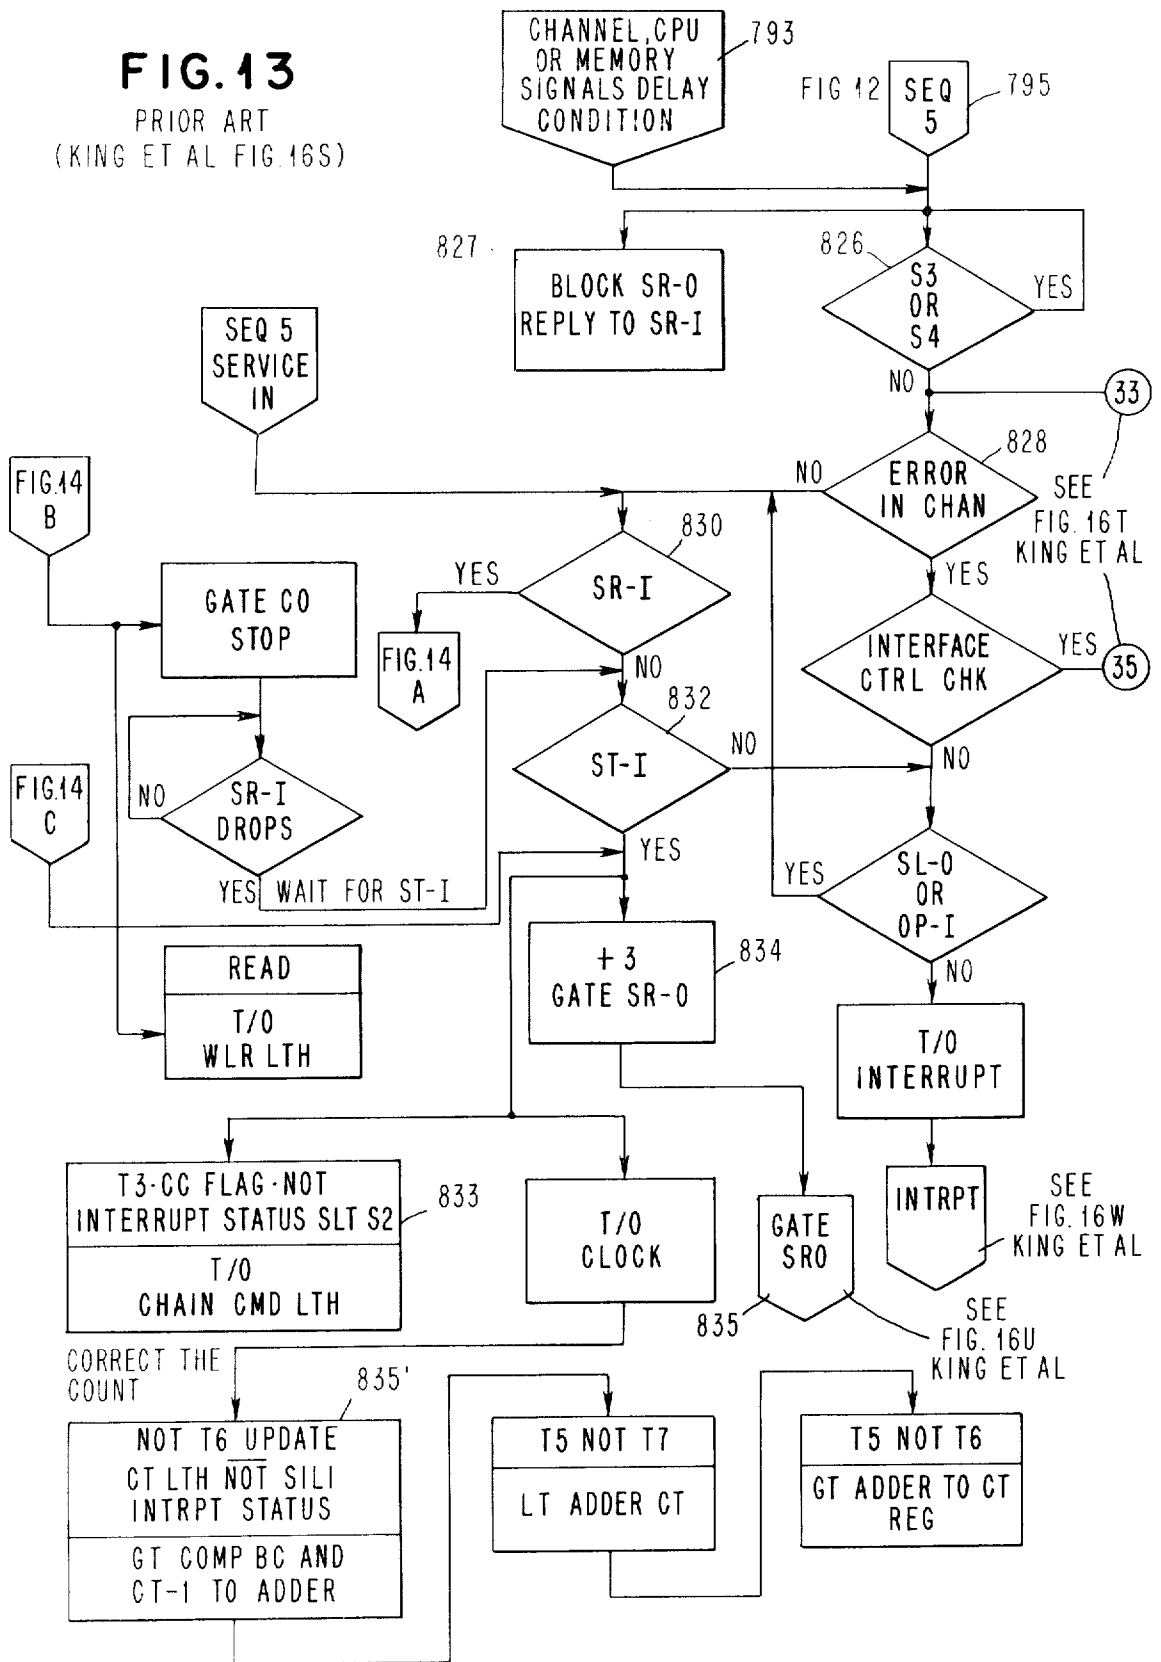 FIG.13
PRIOR ART
(KING ET AL FIG.16S)
CHANNEL, CPU
OR MEMORY
SIGNALS DELAY
CONDITION
793
FIG 12
SEQ
5
795
827
BLOCK SR-O
REPLY TO SR-I
826
S3
OR
S4
YES
NO
33
SEQ 5
SERVICE
IN
828
NO
ERROR
IN CHAN
SEE
FIG. 16T
KING ET AL
YES
FIG.14
B
GATE CO
STOP
830
YES
SR-I
NO
FIG.14
A
INTERFACE
CTRL CHK
YES
35
NO
832
ST-I
NO
YES
FIG.14
C
NO
SR-I
DROPS
YES
WAIT FOR ST-I
YES
SL-O
OR
OP-I
NO
READ
T/O
WLR LTH
+3
GATE SR-O
834
T/O
INTERRUPT
T3·CC FLAG·NOT
INTERRUPT STATUS SLT S2
T/O
CHAIN CMD LTH
833
T/O
CLOCK
GATE
SRO
835
INTRPT
SEE
FIG. 16W
KING ET AL
SEE
FIG. 16U
KING ET AL
CORRECT THE
COUNT
835'
NOT T6 UPDATE
CT LTH NOT SILI
INTRPT STATUS
GT COMP BC AND
CT-1 TO ADDER
T5 NOT T7
LT ADDER CT
T5 NOT T6
GT ADDER TO CT
REG